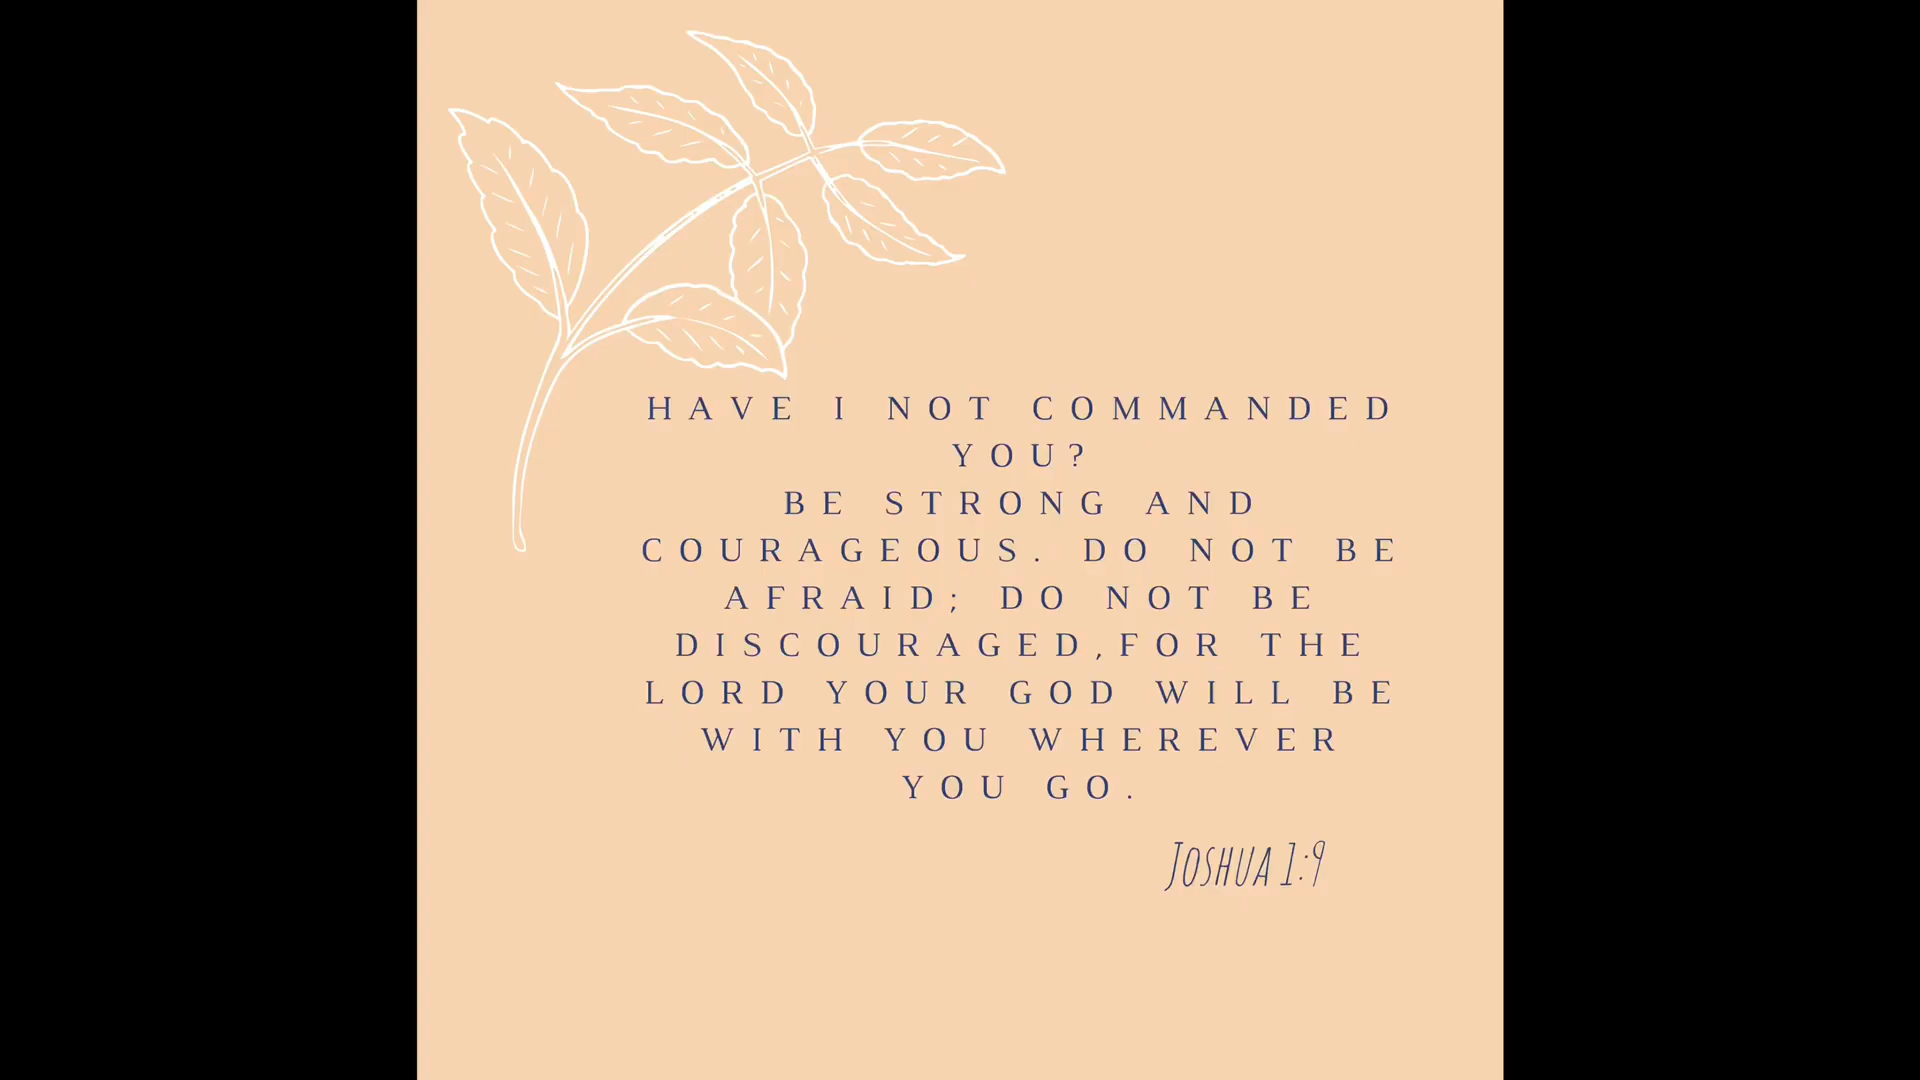 HAVE I NOT COMMANDED
YOU?
BE STRONG AND
COURAGEOUS. DO NOT BE
AFRAID; DO NOT BE
DISCOURAGED,FOR THE
LORD YOUR GOD WILL BE
WITH YOU WHEREVER
YOU GO.
JOSHUA 1:9